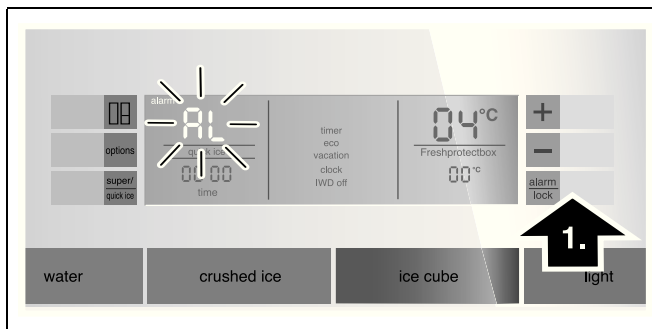 alarm
AL
quick ice
00 00
time
options
super/
quick ice
timer
eco
vacation
clock
IWD off
04°C
Freshprotectbox
00°C
+
−
alarm
lock
1.
water
crushed ice
ice cube
light